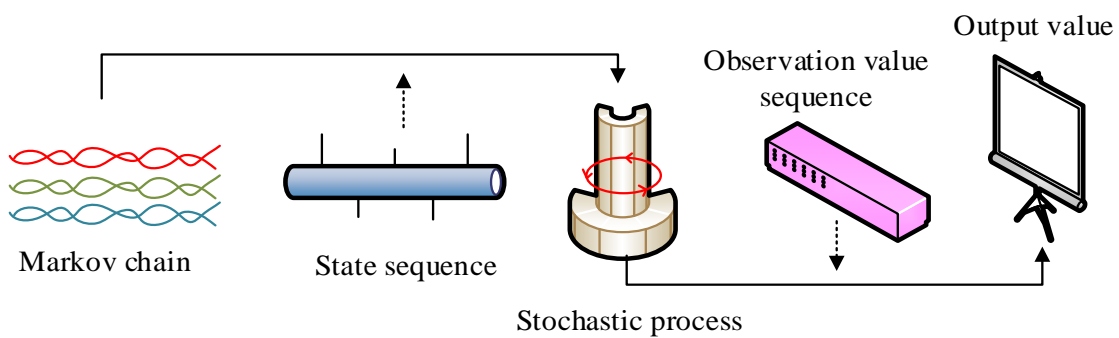 Output value
Observation value
sequence
Markov chain
State sequence
Stochastic process